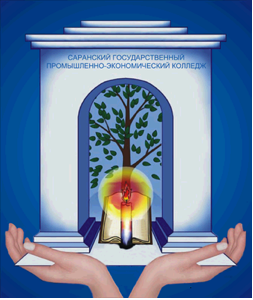 САРАНСКИЙ ГОСУДАРСТВЕННЫЙ
ПРОМЫШЛЕННО-ЭКОНОМИЧЕСКИЙ КОЛЛЕДЖ